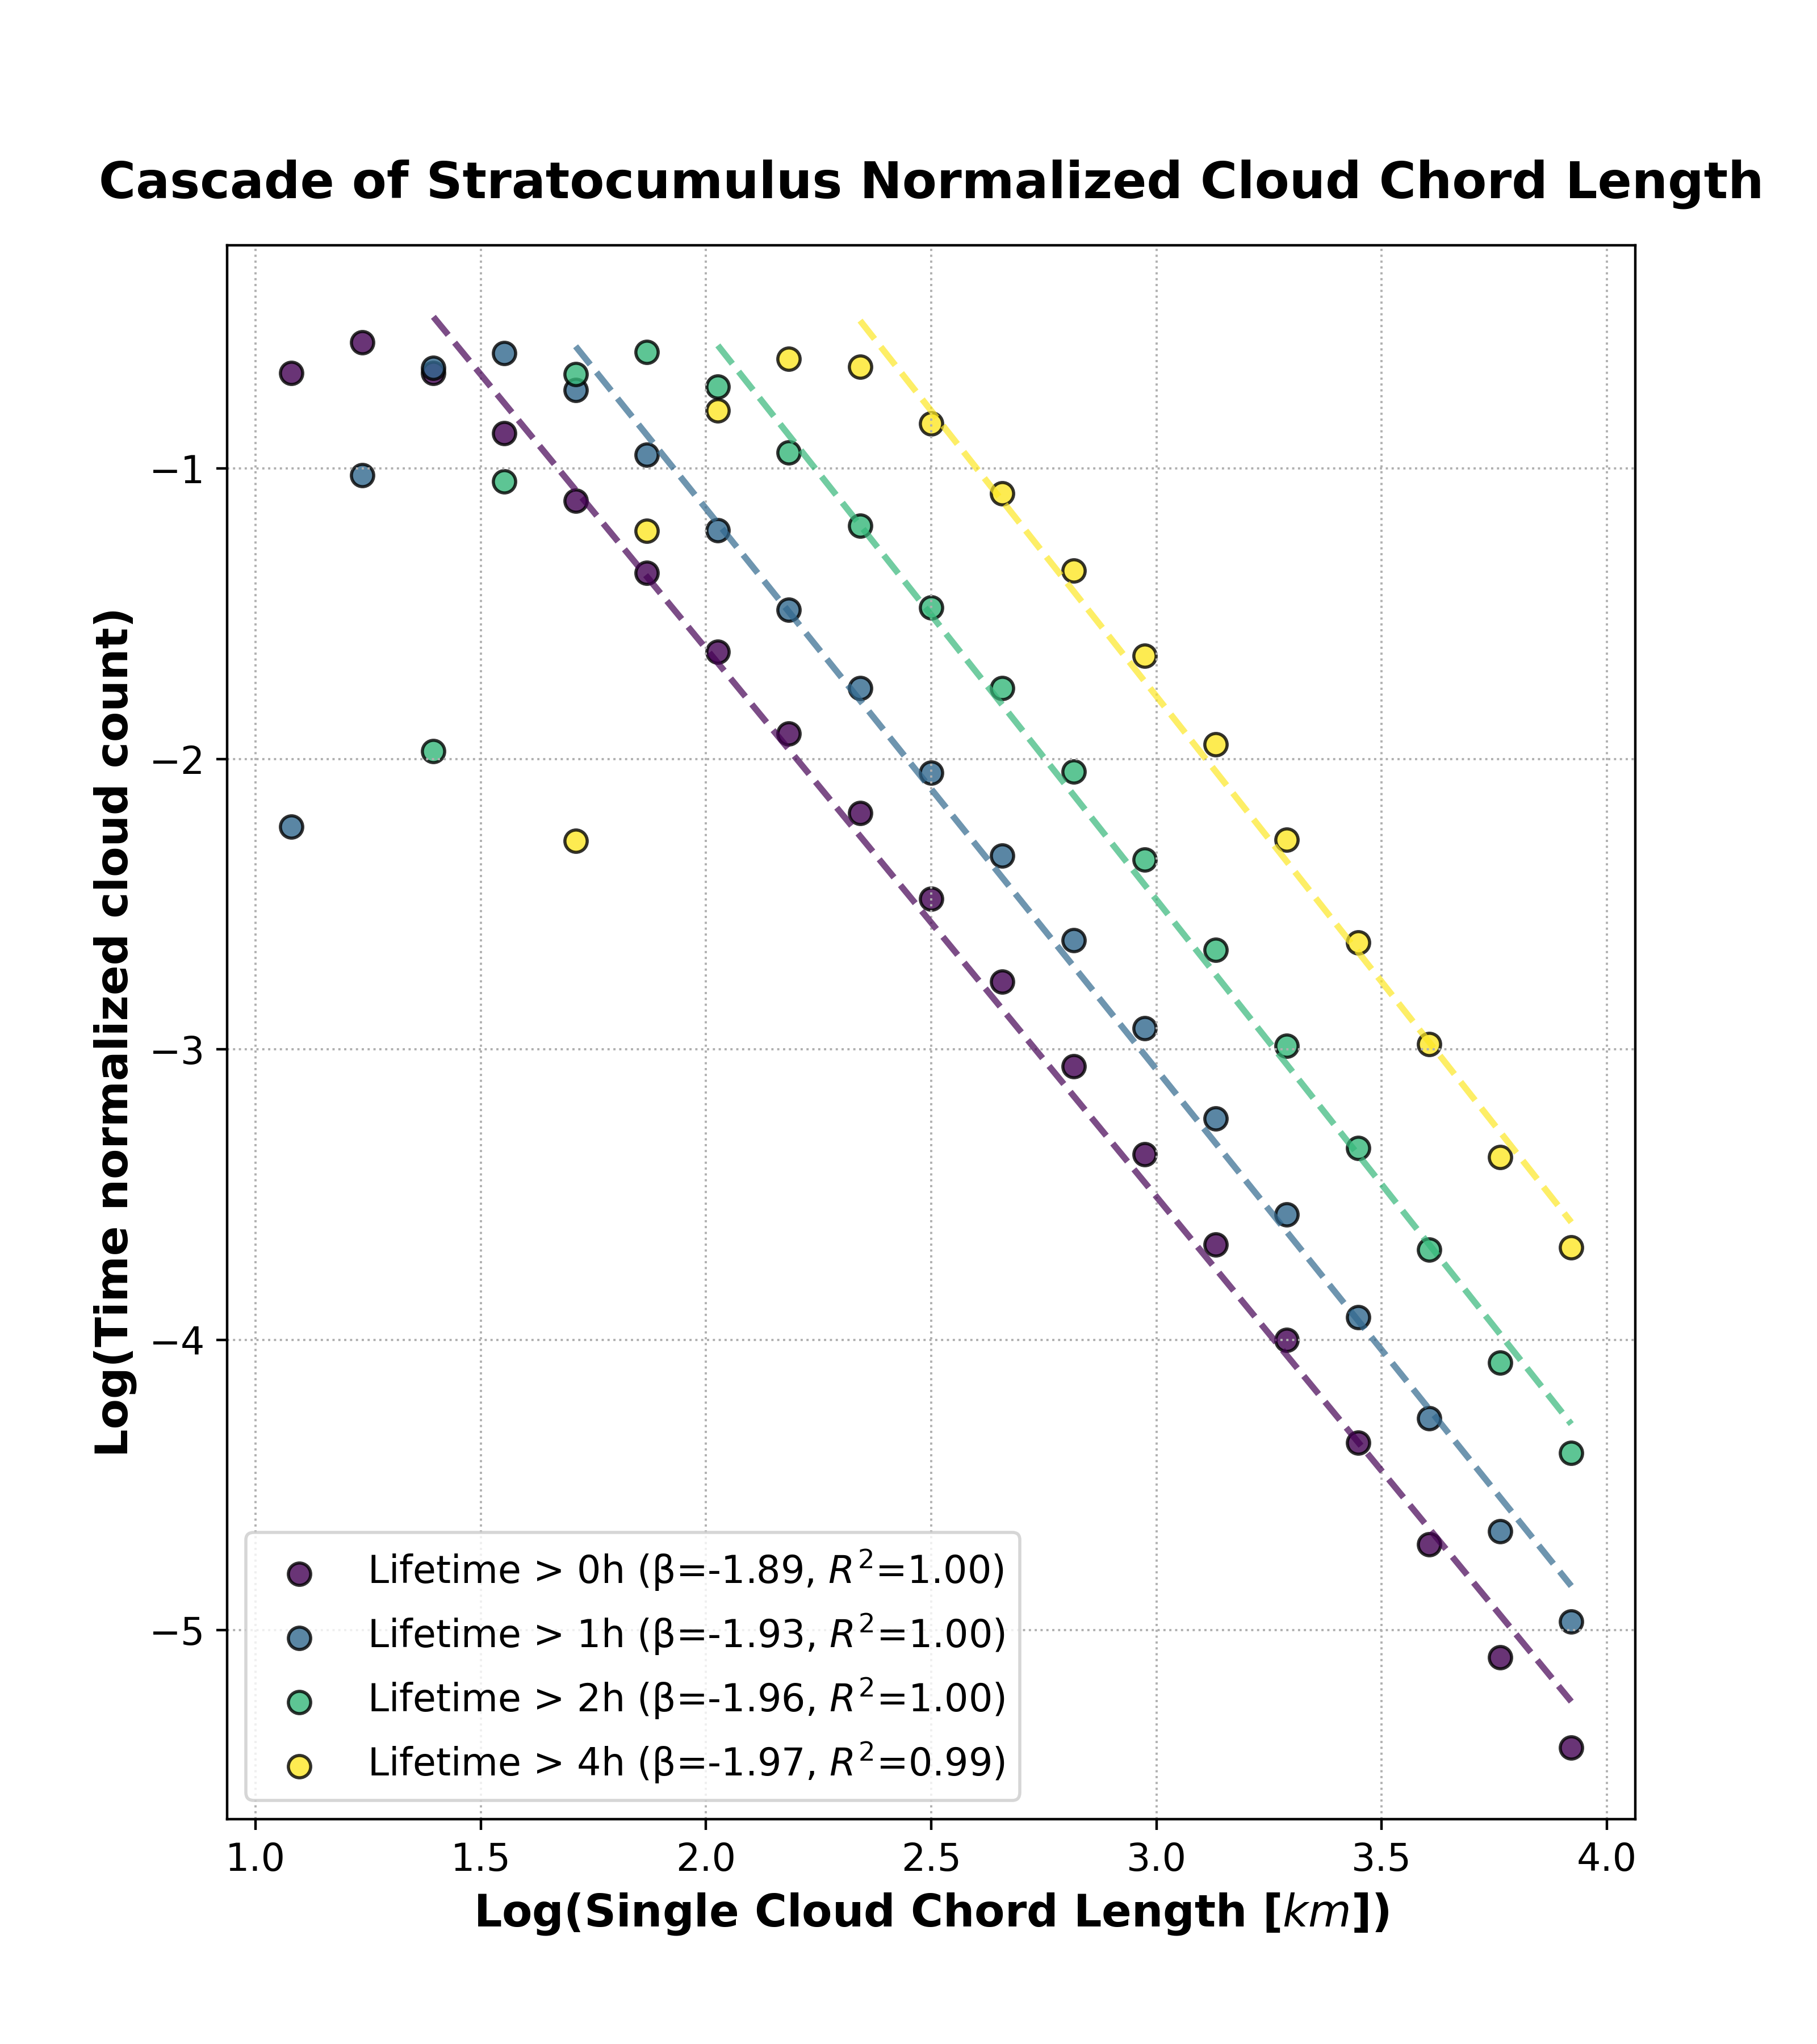 Cascade of Stratocumulus Normalized Cloud Chord Length
Log(Time normalized cloud count)
−1
−2
−3
−4
−5
Lifetime > 0h (β=-1.89, R²=1.00)
Lifetime > 1h (β=-1.93, R²=1.00)
Lifetime > 2h (β=-1.96, R²=1.00)
Lifetime > 4h (β=-1.97, R²=0.99)
1.0 1.5 2.0 2.5 3.0 3.5 4.0
Log(Single Cloud Chord Length [km])